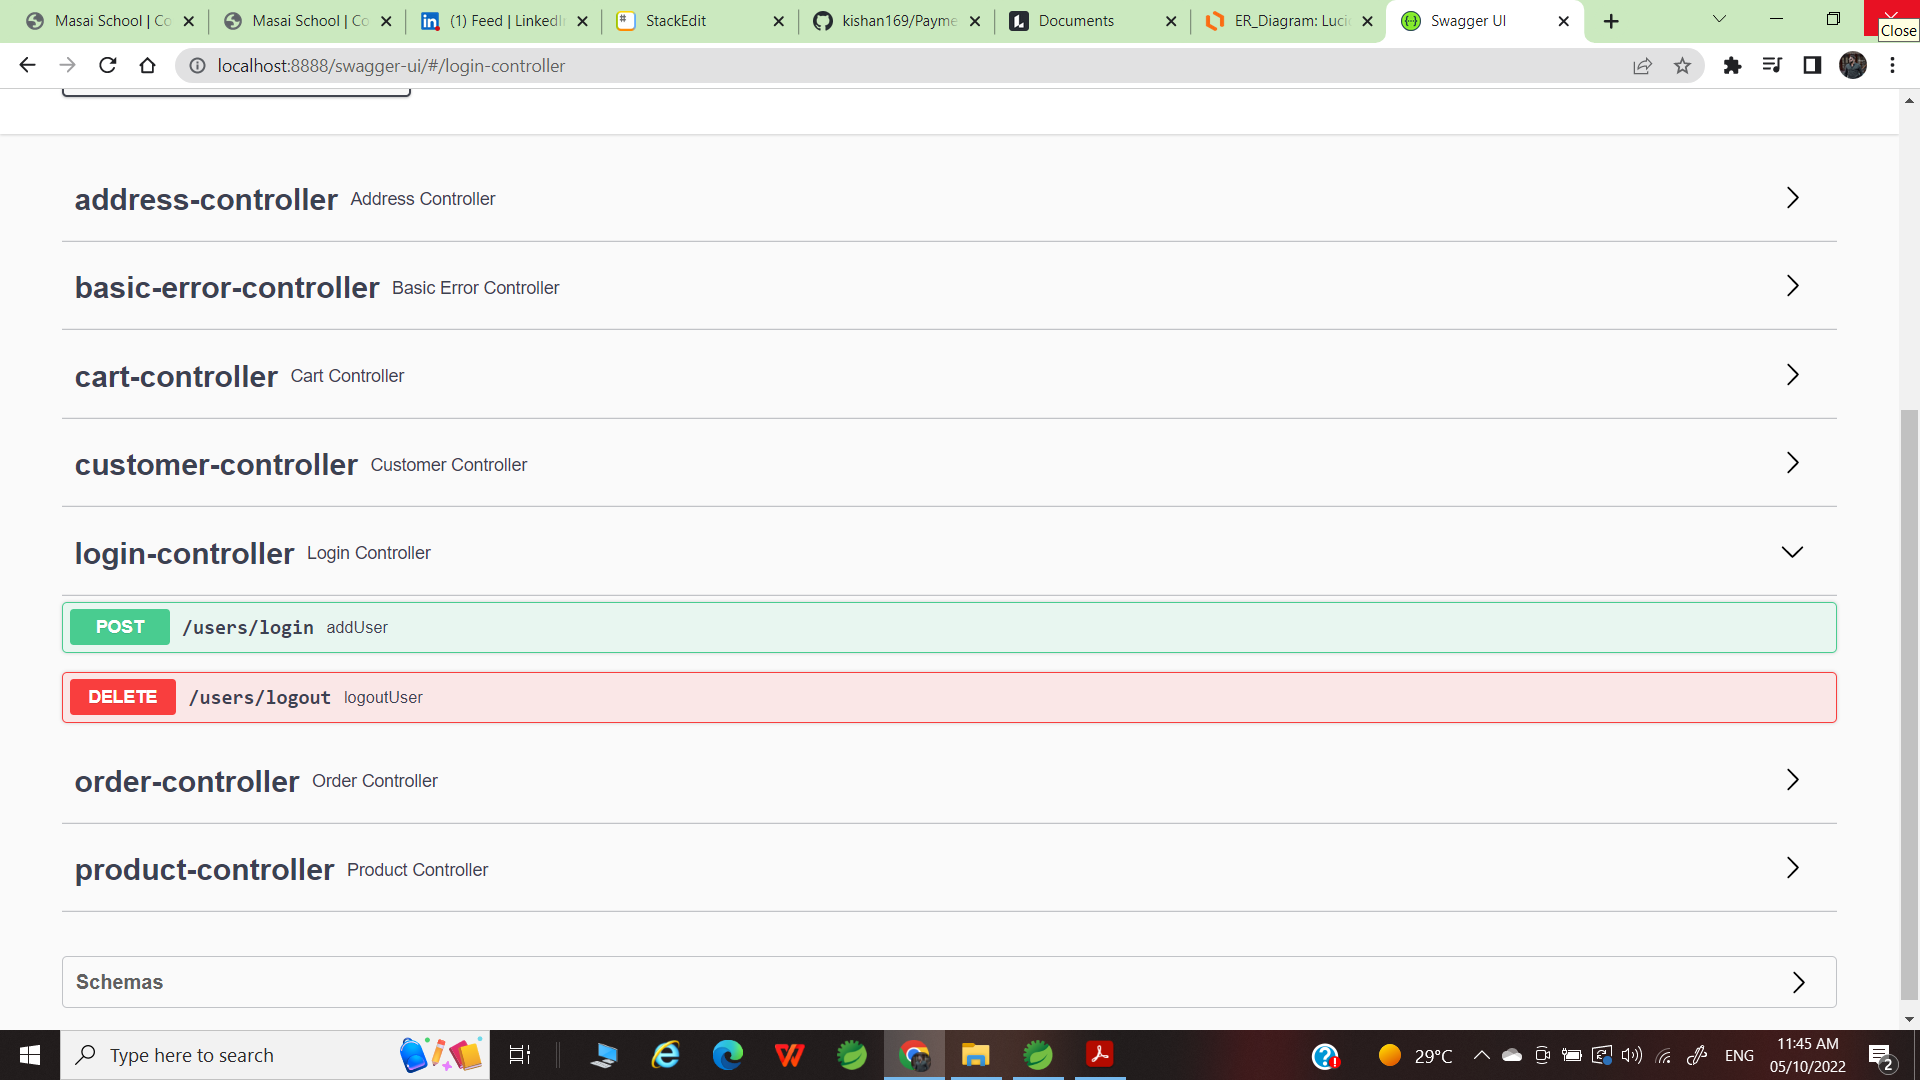 Masai School | Co
Masai School | Co
(1) Feed | LinkedIn
StackEdit
kishan169/Payme
Documents
ER_Diagram: Lucid
Swagger UI
Close
localhost:8888/swagger-ui/#/login-controller
address-controller Address Controller
basic-error-controller Basic Error Controller
cart-controller Cart Controller
customer-controller Customer Controller
login-controller Login Controller
POST /users/login addUser
DELETE /users/logout logoutUser
order-controller Order Controller
product-controller Product Controller
Schemas
Type here to search
29°C
ENG
11:45 AM
05/10/2022
2